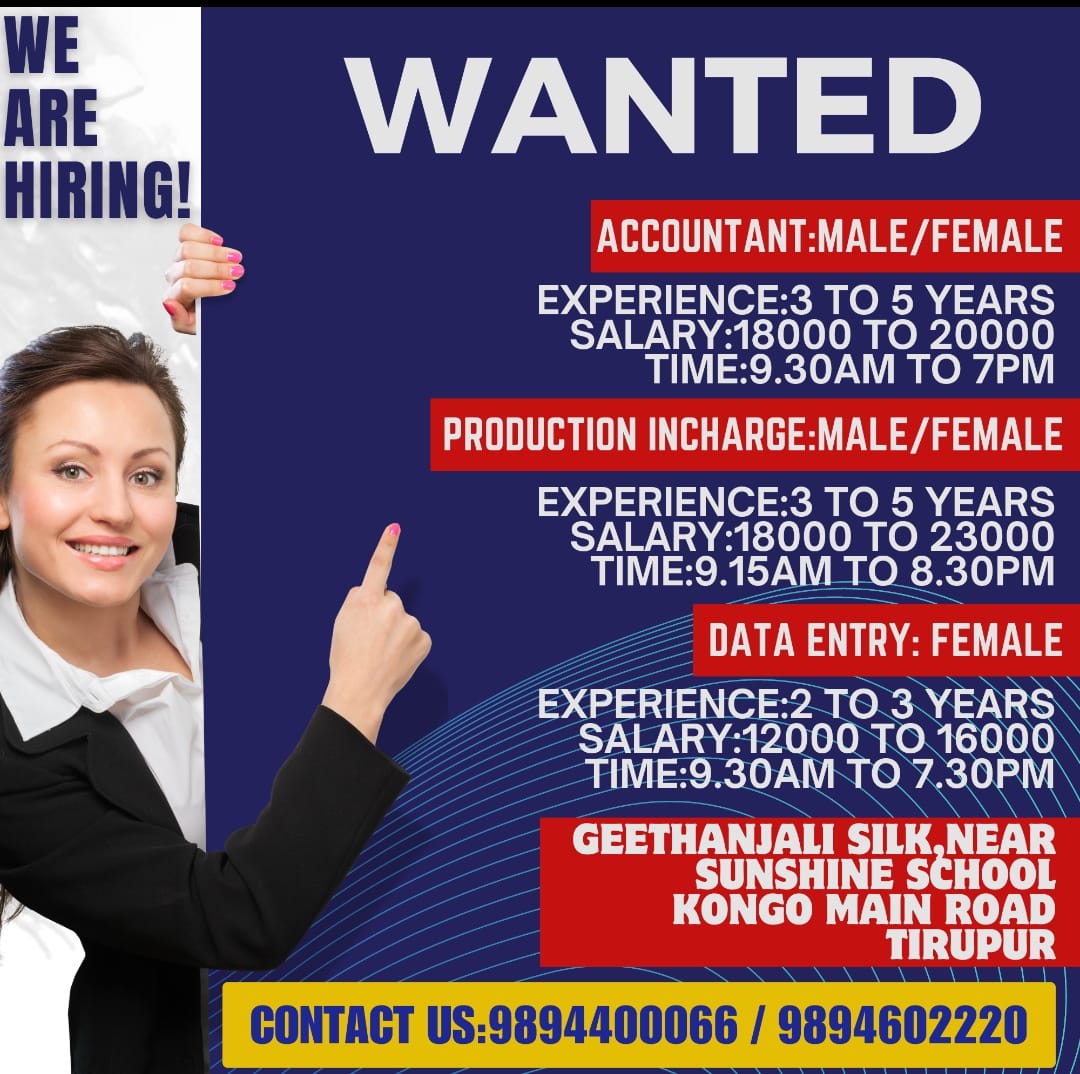 WE
ARE
HIRING!
WANTED
ACCOUNTANT:MALE/FEMALE
EXPERIENCE:3 TO 5 YEARS
SALARY:18000 TO 20000
TIME:9.30AM TO 7PM
PRODUCTION INCHARGE:MALE/FEMALE
EXPERIENCE:3 TO 5 YEARS
SALARY:18000 TO 23000
TIME:9.15AM TO 8.30PM
DATA ENTRY: FEMALE
EXPERIENCE:2 TO 3 YEARS
SALARY:12000 TO 16000
TIME:9.30AM TO 7.30PM
GEETHANJALI SILK,NEAR
SUNSHINE SCHOOL
KONGO MAIN ROAD
TIRUPUR
CONTACT US:9894400066 / 9894602220